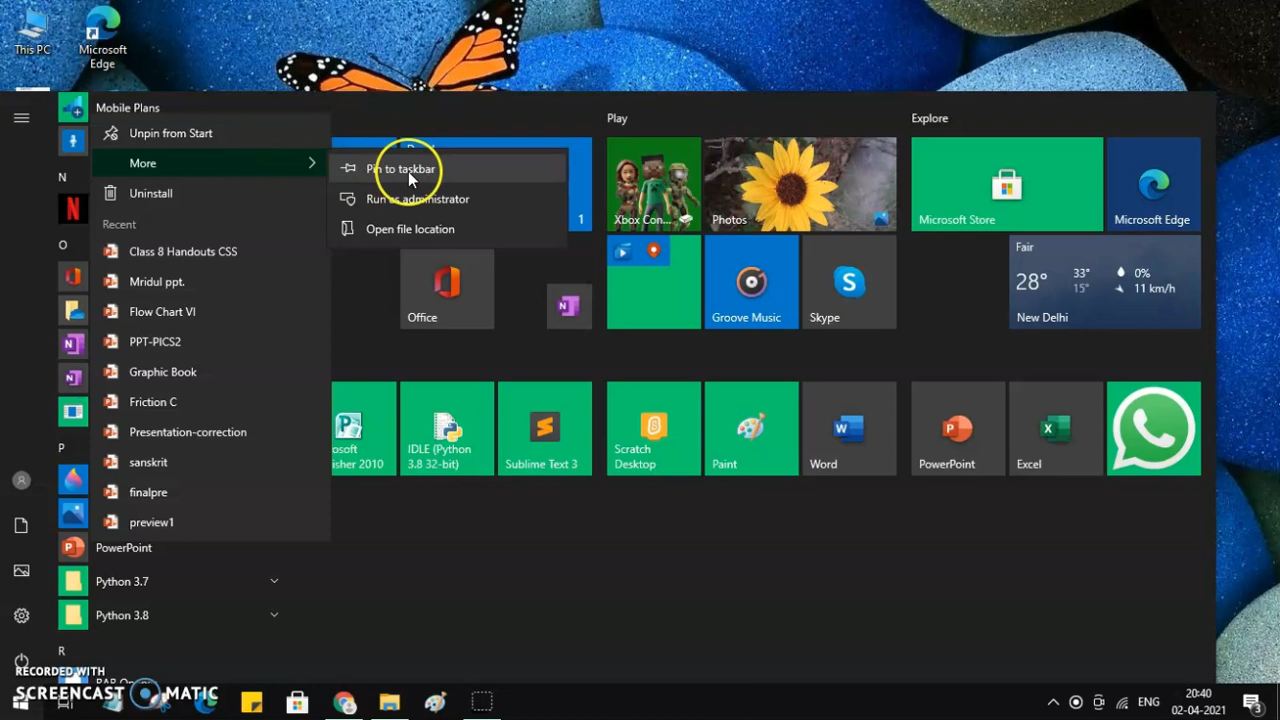 This PC
Microsoft
Edge
Mobile Plans
Unpin from Start
More
Uninstall
Recent
Class 8 Handouts CSS
Mridul ppt.
Flow Chart VI
PPT-PICS2
Graphic Book
Friction C
Presentation-correction
sanskrit
finalpre
preview1
Pin to taskbar
Run as administrator
Open file location
N
O
P
PowerPoint
Python 3.7
Python 3.8
R
1
Office
Play
Xbox Con...
Photos
Groove Music
Skype
Explore
Microsoft Store
Microsoft Edge
Fair
28°
33°
15°
0%
11 km/h
New Delhi
IDLE (Python
3.8 32-bit)
Sublime Text 3
Scratch
Desktop
Paint
Word
PowerPoint
Excel
RECORDED WITH
SCREENCAST MATIC
ENG
20:40
02-04-2021
3